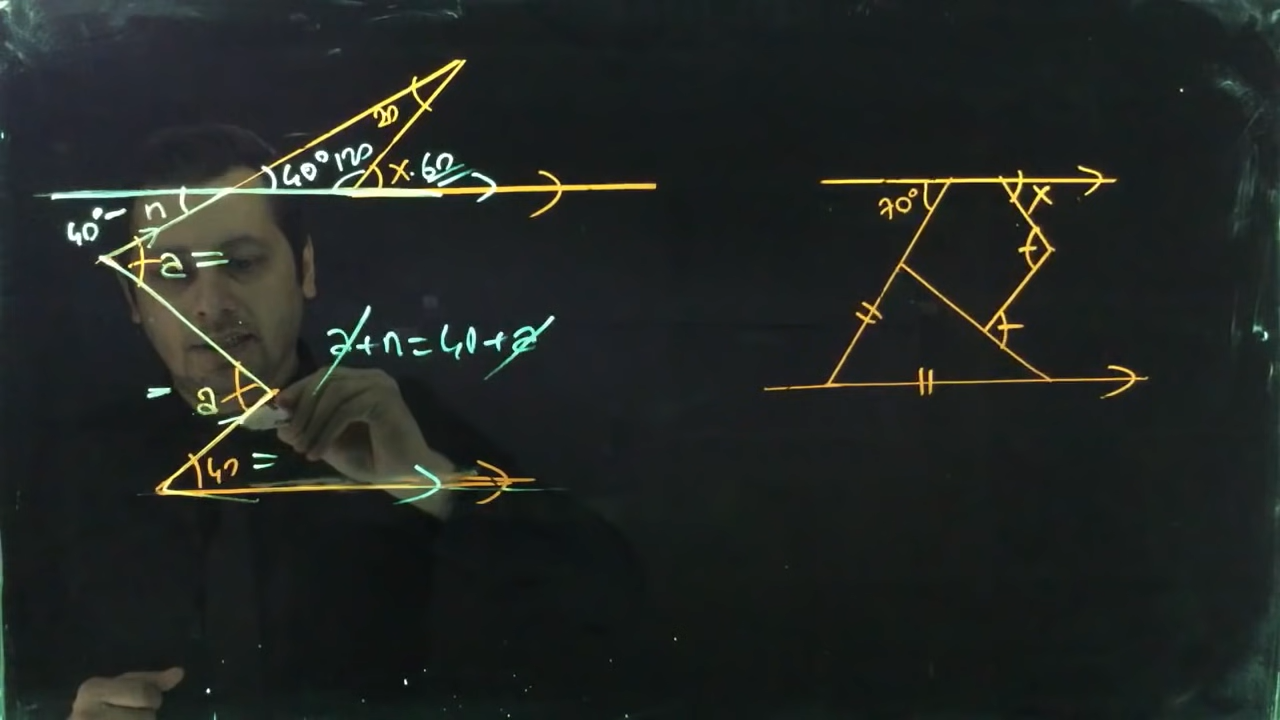 20
40° 120 x.60
40° n
a =
a+n=40+a
= a
40 =
70° x